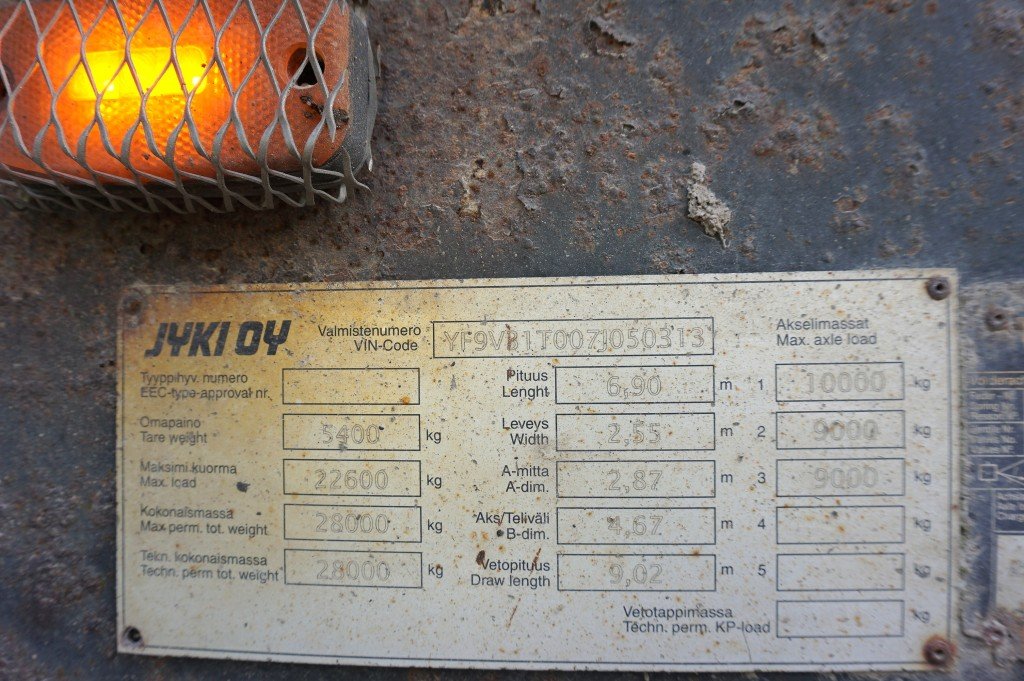 JYKI OY
Valmistenumero YF9VB1T007J050313
VIN-Code
Akselimassat
Max. axle load
Tyyppihyv. numero
EEC-type-approval nr.
Pituus 6,90 m
Lenght
1 10000 kg
Omapaino 5400 kg
Tare weight
Leveys 2,55 m
Width
2 9000 kg
Maksimi kuorma 22600 kg
Max. load
A-mitta 2,87 m
A-dim.
3 9000 kg
Kokonaismassa 28000 kg
Max perm. tot. weight
Aks/Teliväli 4,67 m
B-dim.
4 kg
Tekn. kokonaismassa 28000 kg
Techn. perm tot. weight
Vetopituus 9,02 m
Draw length
5 kg
Vetotappimassa kg
Techn. perm. KP-load